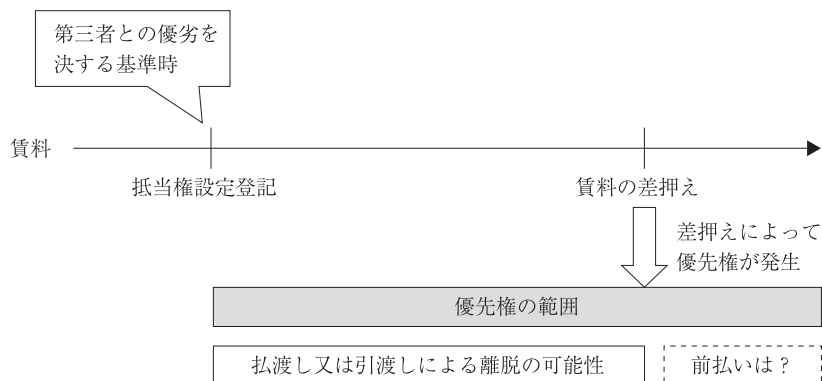 第三者との優劣を
決する基準時
賃料
抵当権設定登記
賃料の差押え
差押えによって
優先権が発生
優先権の範囲
払渡し又は引渡しによる離脱の可能性
前払いは？